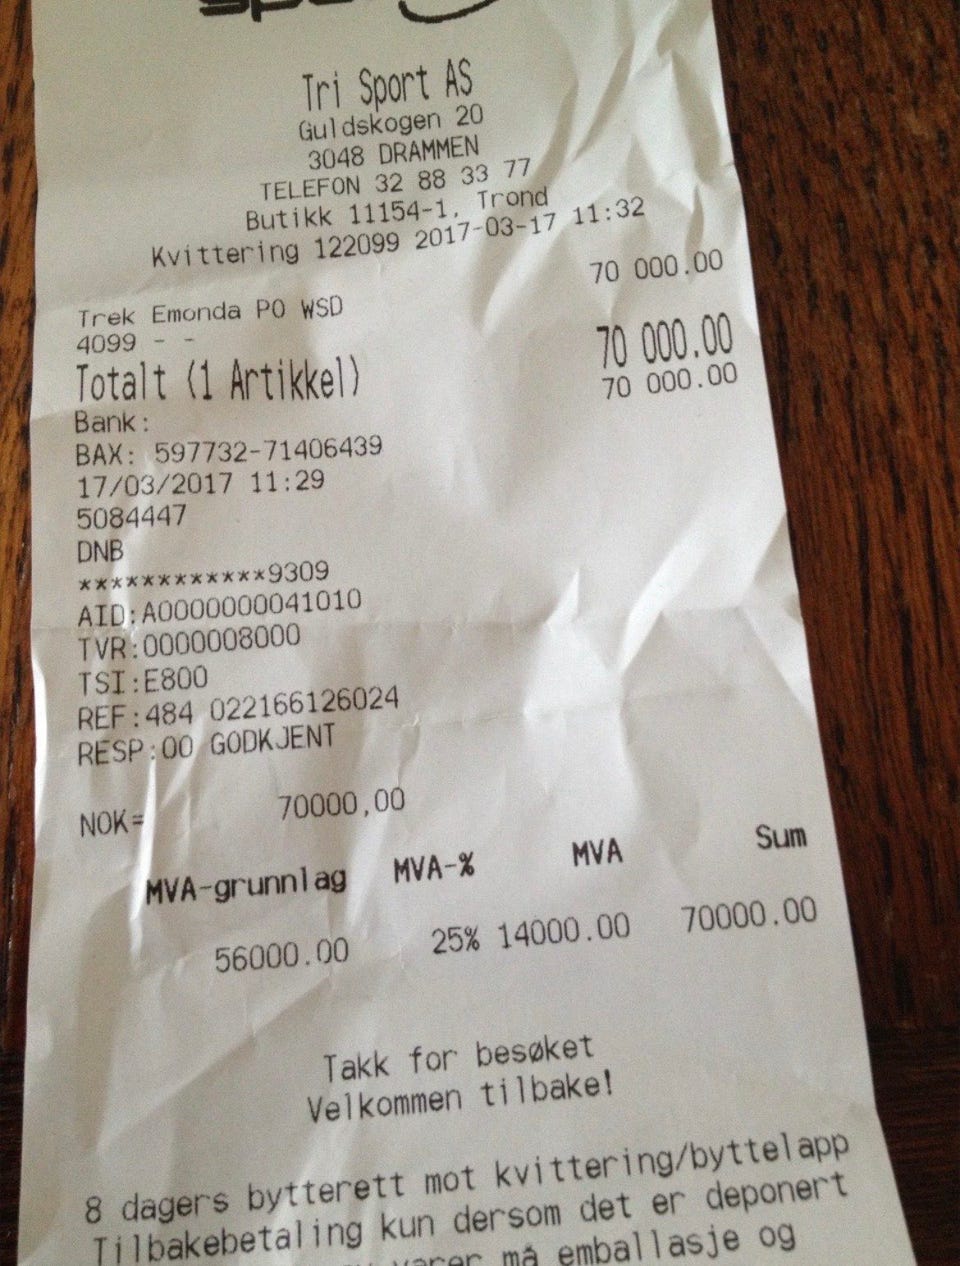 Tri Sport AS
Guldskogen 20
3048 DRAMMEN
TELEFON 32 88 33 77
Butikk 11154-1, Trond
Kvittering 122099 2017-03-17 11:32
Trek Emonda PO WSD 70 000.00
4099 - -
Totalt (1 Artikkel) 70 000.00
Bank: 70 000.00
BAX: 597732-71406439
17/03/2017 11:29
5084447
DNB
************9309
AID:A0000000041010
TVR:0000008000
TSI:E800
REF:484 022166126024
RESP:00 GODKJENT
NOK= 70000,00
MVA-grunnlag MVA-% MVA Sum
56000.00 25% 14000.00 70000.00
Takk for besøket
Velkommen tilbake!
8 dagers bytterett mot kvittering/byttelapp
Tilbakebetaling kun dersom det er deponert
varer må emballasje og